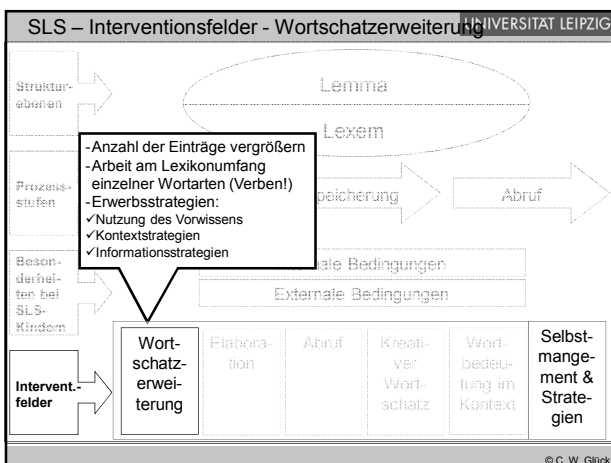 SLS – Interventionsfelder - Wortschatzerweiterung
UNIVERSITÄT LEIPZIG
Struktur-
ebenen
Lemma
Lexem
-Anzahl der Einträge vergrößern
-Arbeit am Lexikonumfang
einzelner Wortarten (Verben!)
-Erwerbsstrategien:
✓Nutzung des Vorwissens
✓Kontextstrategien
✓Informationsstrategien
Prozess-
stufen
peicherung
Abruf
Beson-
derhei-
ten bei
SLS-
Kindern
nale Bedingungen
Externale Bedingungen
Intervent.-
felder
Wort-
schatz-
erwei-
terung
Elabora-
tion
Abruf
Kreati-
ver
Wort-
schatz
Wort-
bedeu-
tung im
Kontext
Selbst-
mange-
ment &
Strate-
gien
© C. W. Glück